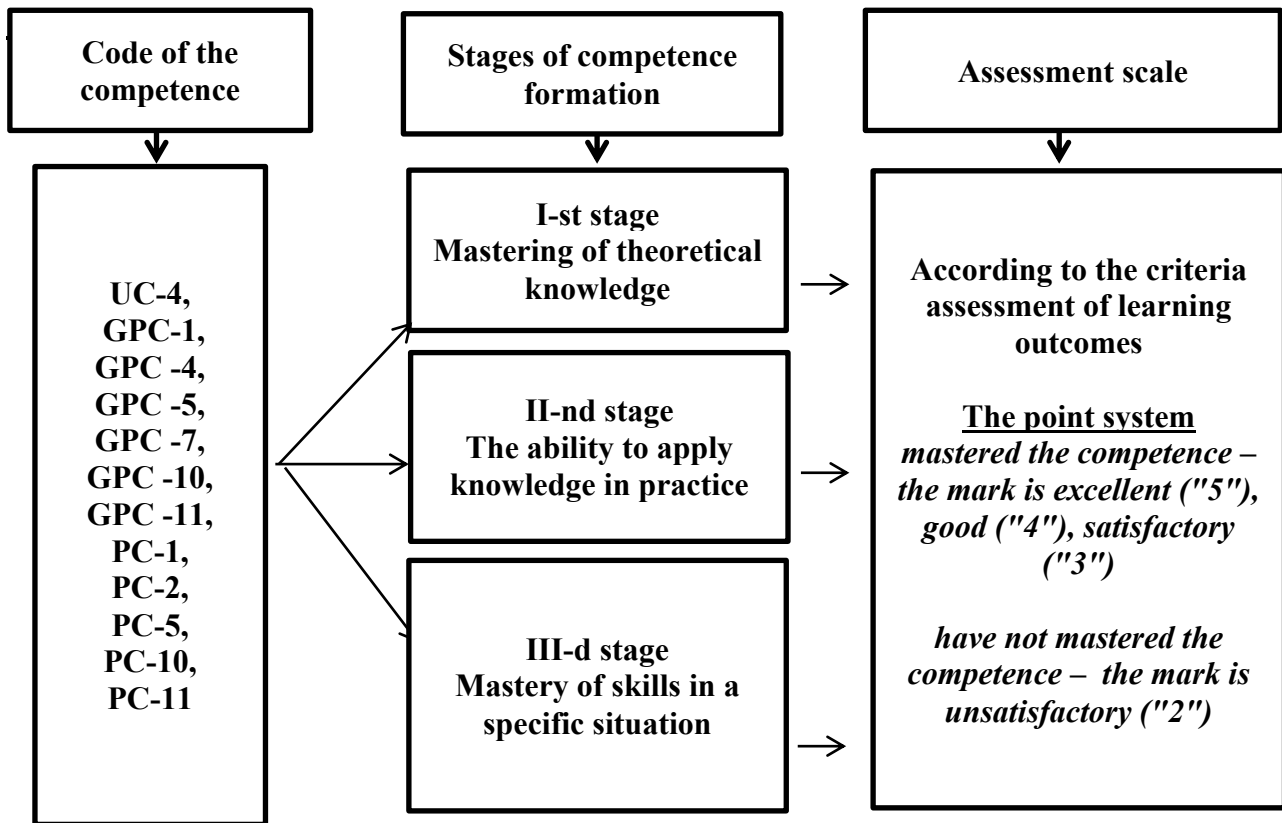 Code of the
competence
Stages of competence
formation
Assessment scale
UC-4,
GPC-1,
GPC -4,
GPC -5,
GPC -7,
GPC -10,
GPC -11,
PC-1,
PC-2,
PC-5,
PC-10,
PC-11
I-st stage
Mastering of theoretical
knowledge
II-nd stage
The ability to apply
knowledge in practice
III-d stage
Mastery of skills in a
specific situation
According to the criteria
assessment of learning
outcomes
The point system
mastered the competence –
the mark is excellent ("5"),
good ("4"), satisfactory
("3")
have not mastered the
competence – the mark is
unsatisfactory ("2")